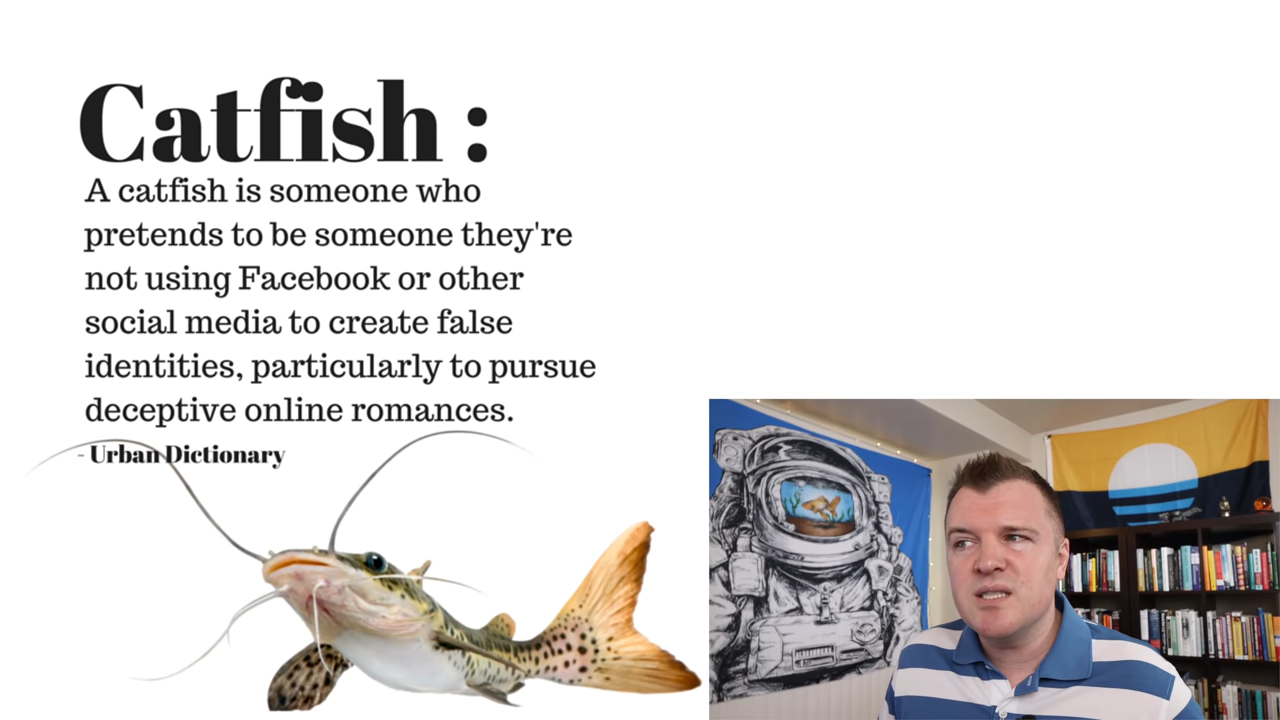 Catfish :
A catfish is someone who
pretends to be someone they're
not using Facebook or other
social media to create false
identities, particularly to pursue
deceptive online romances.
- Urban Dictionary